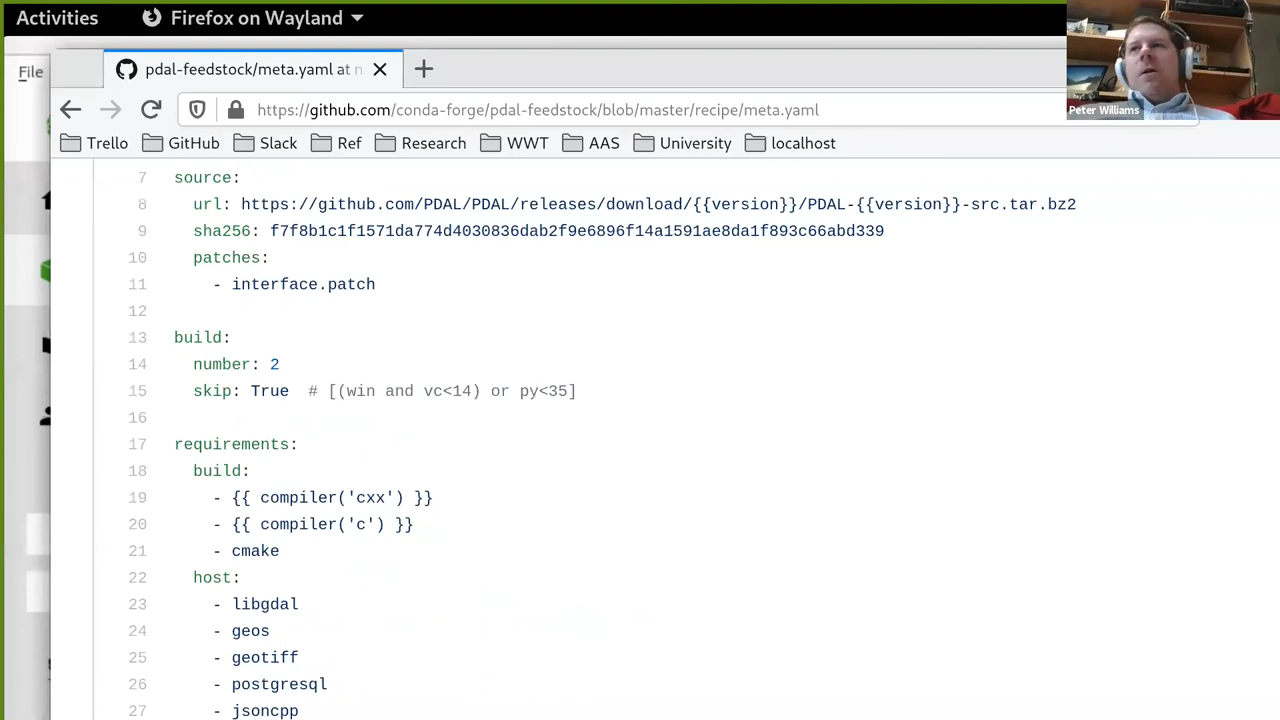 Activities Firefox on Wayland
File
pdal-feedstock/meta.yaml at n
https://github.com/conda-forge/pdal-feedstock/blob/master/recipe/meta.yaml
Peter Williams
Trello GitHub Slack Ref Research WWT AAS University localhost
7 source:
8 url: https://github.com/PDAL/PDAL/releases/download/{{version}}/PDAL-{{version}}-src.tar.bz2
9 sha256: f7f8b1c1f1571da774d4030836dab2f9e6896f14a1591ae8da1f893c66abd339
10 patches:
11 - interface.patch
12
13 build:
14 number: 2
15 skip: True # [(win and vc<14) or py<35]
16
17 requirements:
18 build:
19 - {{ compiler('cxx') }}
20 - {{ compiler('c') }}
21 - cmake
22 host:
23 - libgdal
24 - geos
25 - geotiff
26 - postgresql
27 - jsoncpp